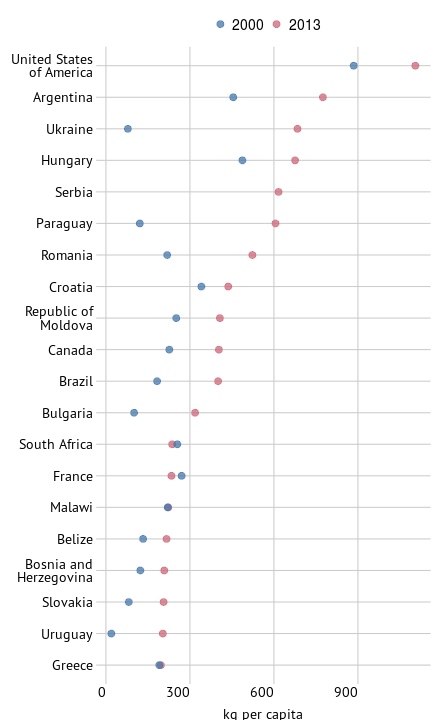 2000 2013
United States
of America
Argentina
Ukraine
Hungary
Serbia
Paraguay
Romania
Croatia
Republic of
Moldova
Canada
Brazil
Bulgaria
South Africa
France
Malawi
Belize
Bosnia and
Herzegovina
Slovakia
Uruguay
Greece
0 300 600 900
kg per capita